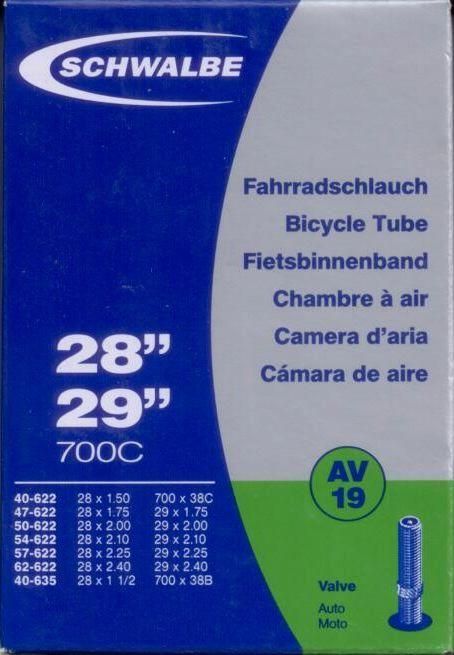 SCHWALBE
Fahrradschlauch
Bicycle Tube
Fietsbinnenband
Chambre à air
Camera d'aria
Cámara de aire
28”
29”
700C
40-622 28 x 1.50 700 x 38C
47-622 28 x 1.75 29 x 1.75
50-622 28 x 2.00 29 x 2.00
54-622 28 x 2.10 29 x 2.10
57-622 28 x 2.25 29 x 2.25
62-622 28 x 2.40 29 x 2.40
40-635 28 x 1 1/2 700 x 38B
AV
19
Valve
Auto
Moto